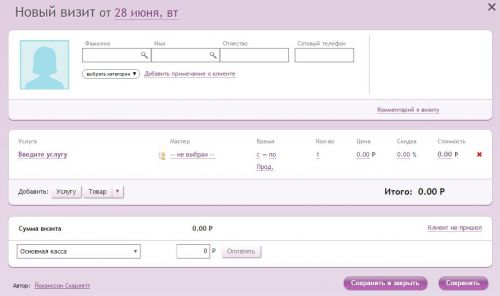 Новый визит от 28 июня, вт
Фамилия Имя Отчество Сотовый телефон
выбрать категории ▼ Добавить примечание о клиенте
Комментарий к визиту
Услуга Мастер Время Кол-во Цена Скидка Стоимость
Введите услугу -- не выбран -- с – по 1 0.00 Р 0.00 % 0.00 Р
Прод.
Добавить: Услугу Товар Итого: 0.00 Р
Сумма визита 0.00 Р Клиент не пришел
Основная касса 0 Р Оплатить
Автор: Йоханссон Скарлетт Сохранить и закрыть Сохранить